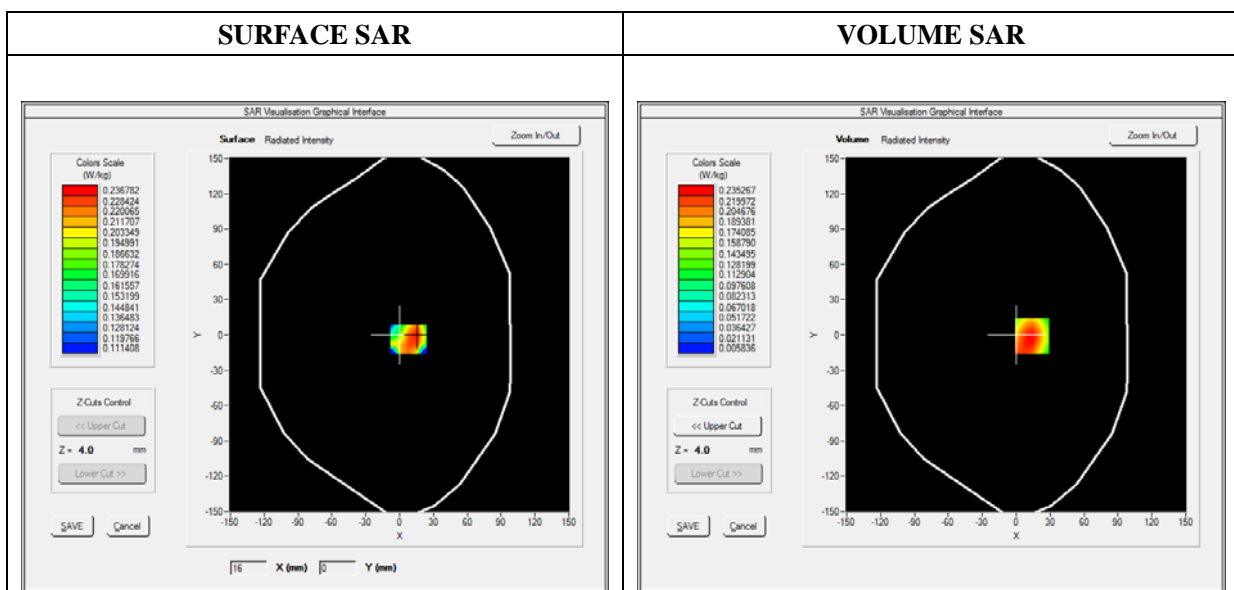 SURFACE SAR
VOLUME SAR
SAR Visualisation Graphical Interface
Surface Radiated Intensity
Zoom In/Out
Colors Scale
(W/kg)
0.236782
0.228424
0.220065
0.211707
0.203349
0.194991
0.186632
0.178274
0.169916
0.161557
0.153199
0.144841
0.136483
0.128124
0.119766
0.111408
Z-Cuts Control
<< Upper Cut
Z = 4.0 mm
Lower Cut >>
SAVE Cancel
150
120
90
60
30
0
-30
-60
-90
-120
-150
Y
-150 -120 -90 -60 -30 0 30 60 90 120 150
X
16 X (mm) 0 Y (mm)
SAR Visualisation Graphical Interface
Volume Radiated Intensity
Zoom In/Out
Colors Scale
(W/kg)
0.235267
0.219972
0.204676
0.189381
0.174085
0.158790
0.143495
0.128199
0.112904
0.097608
0.082313
0.067018
0.051722
0.036427
0.021131
0.005836
Z-Cuts Control
<< Upper Cut
Z = 4.0 mm
Lower Cut >>
SAVE Cancel
150
120
90
60
30
0
-30
-60
-90
-120
-150
Y
-150 -120 -90 -60 -30 0 30 60 90 120 150
X